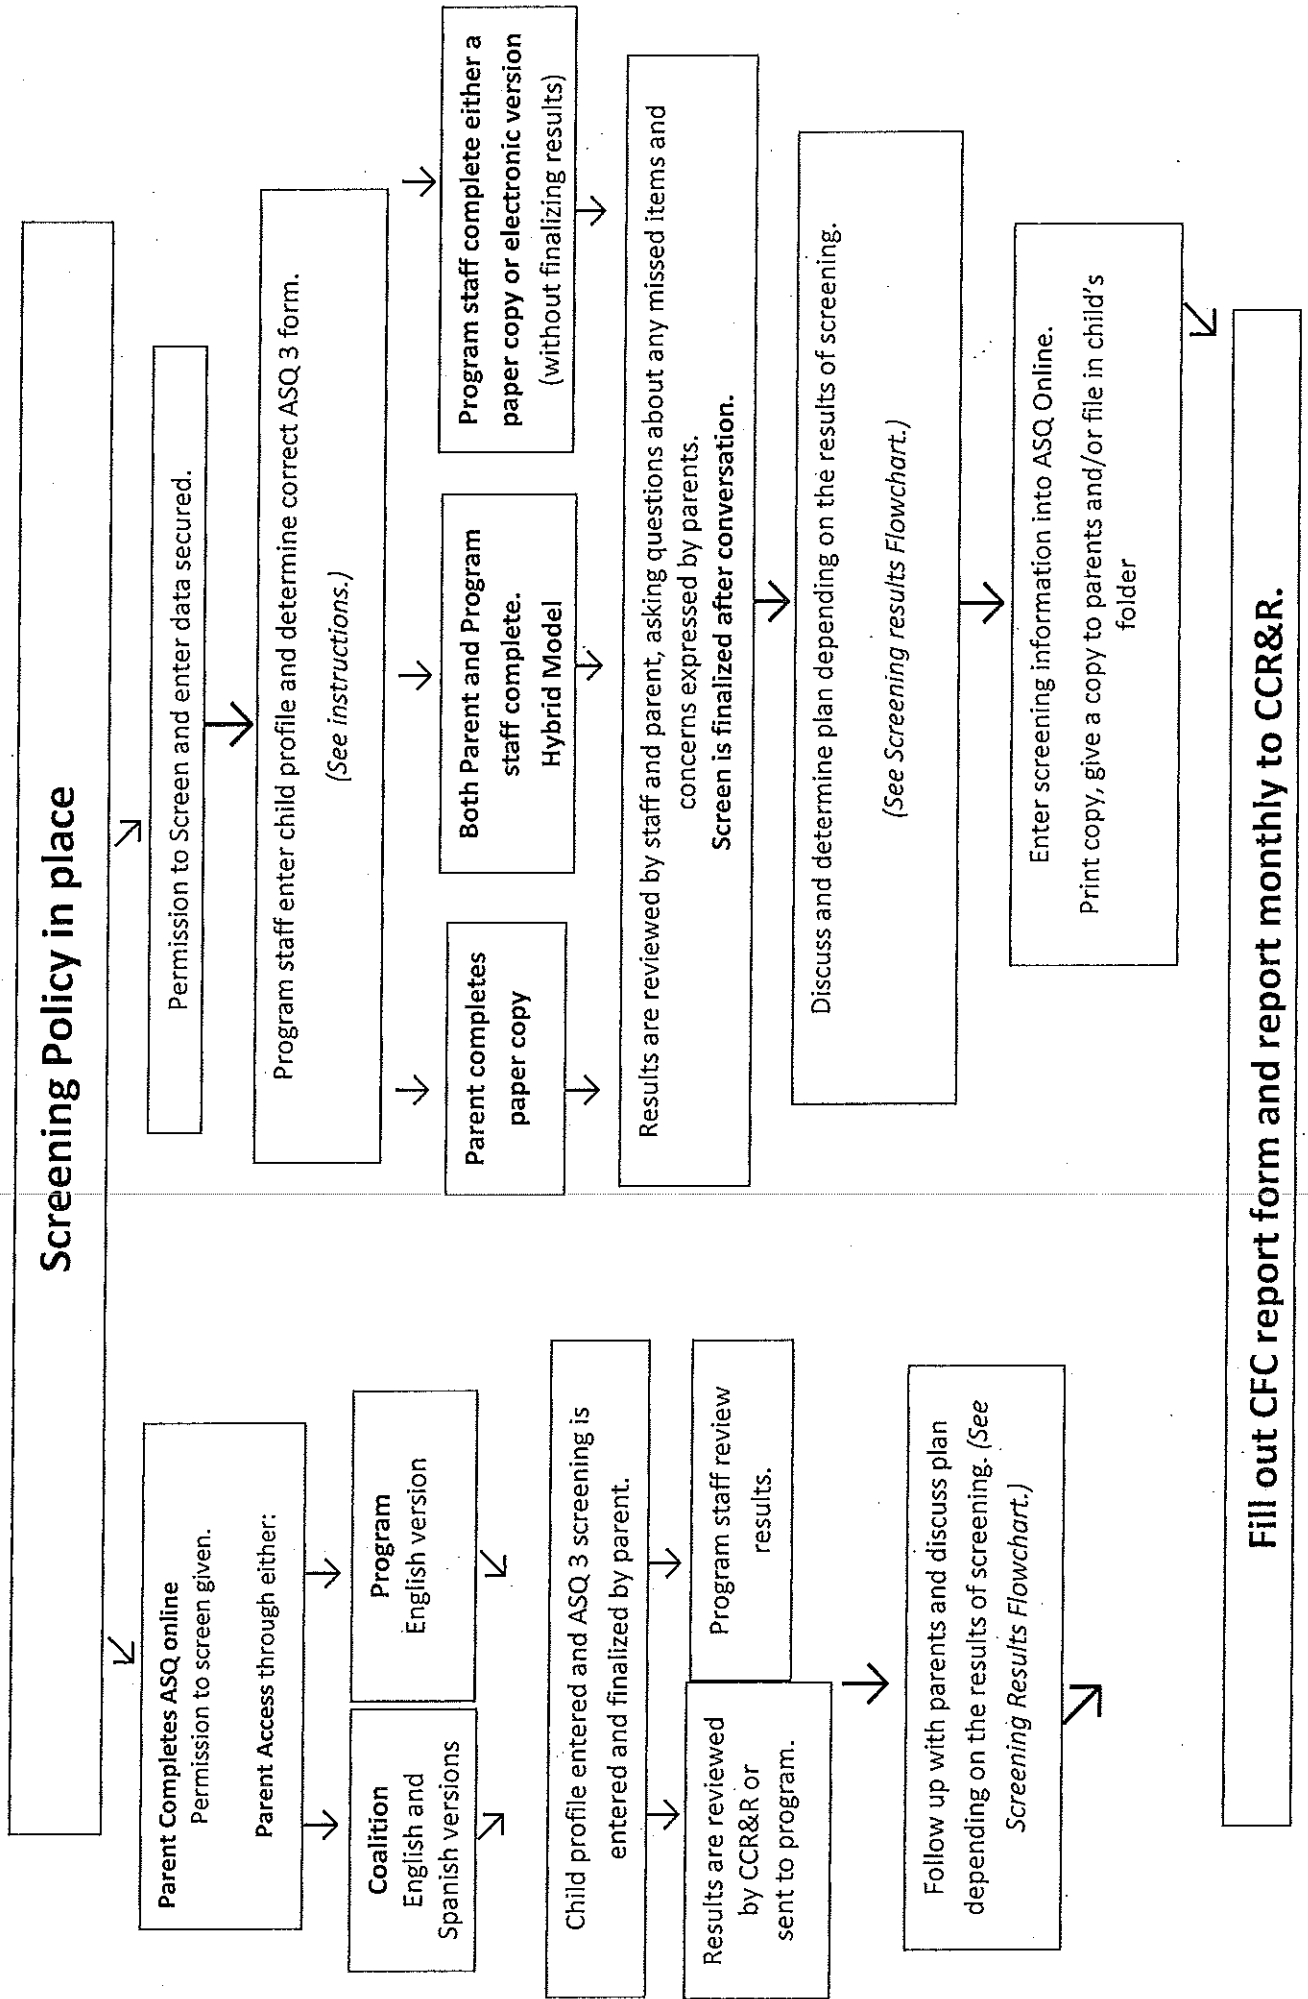 Screening Policy in place
Parent Completes ASQ online
Permission to screen given.
Parent Access through either:
Coalition
English and
Spanish versions
Program
English version
Child profile entered and ASQ 3 screening is
entered and finalized by parent.
Results are reviewed
by CCR&R or
sent to program.
Program staff review
results.
Follow up with parents and discuss plan
depending on the results of screening. (See
Screening Results Flowchart.)
Permission to Screen and enter data secured.
Program staff enter child profile and determine correct ASQ 3 form.
(See instructions.)
Parent completes
paper copy
Both Parent and Program
staff complete.
Hybrid Model
Program staff complete either a
paper copy or electronic version
(without finalizing results)
Results are reviewed by staff and parent, asking questions about any missed items and
concerns expressed by parents.
Screen is finalized after conversation.
Discuss and determine plan depending on the results of screening.
(See Screening results Flowchart.)
Enter screening information into ASQ Online.
Print copy, give a copy to parents and/or file in child's
folder
Fill out CFC report form and report monthly to CCR&R.